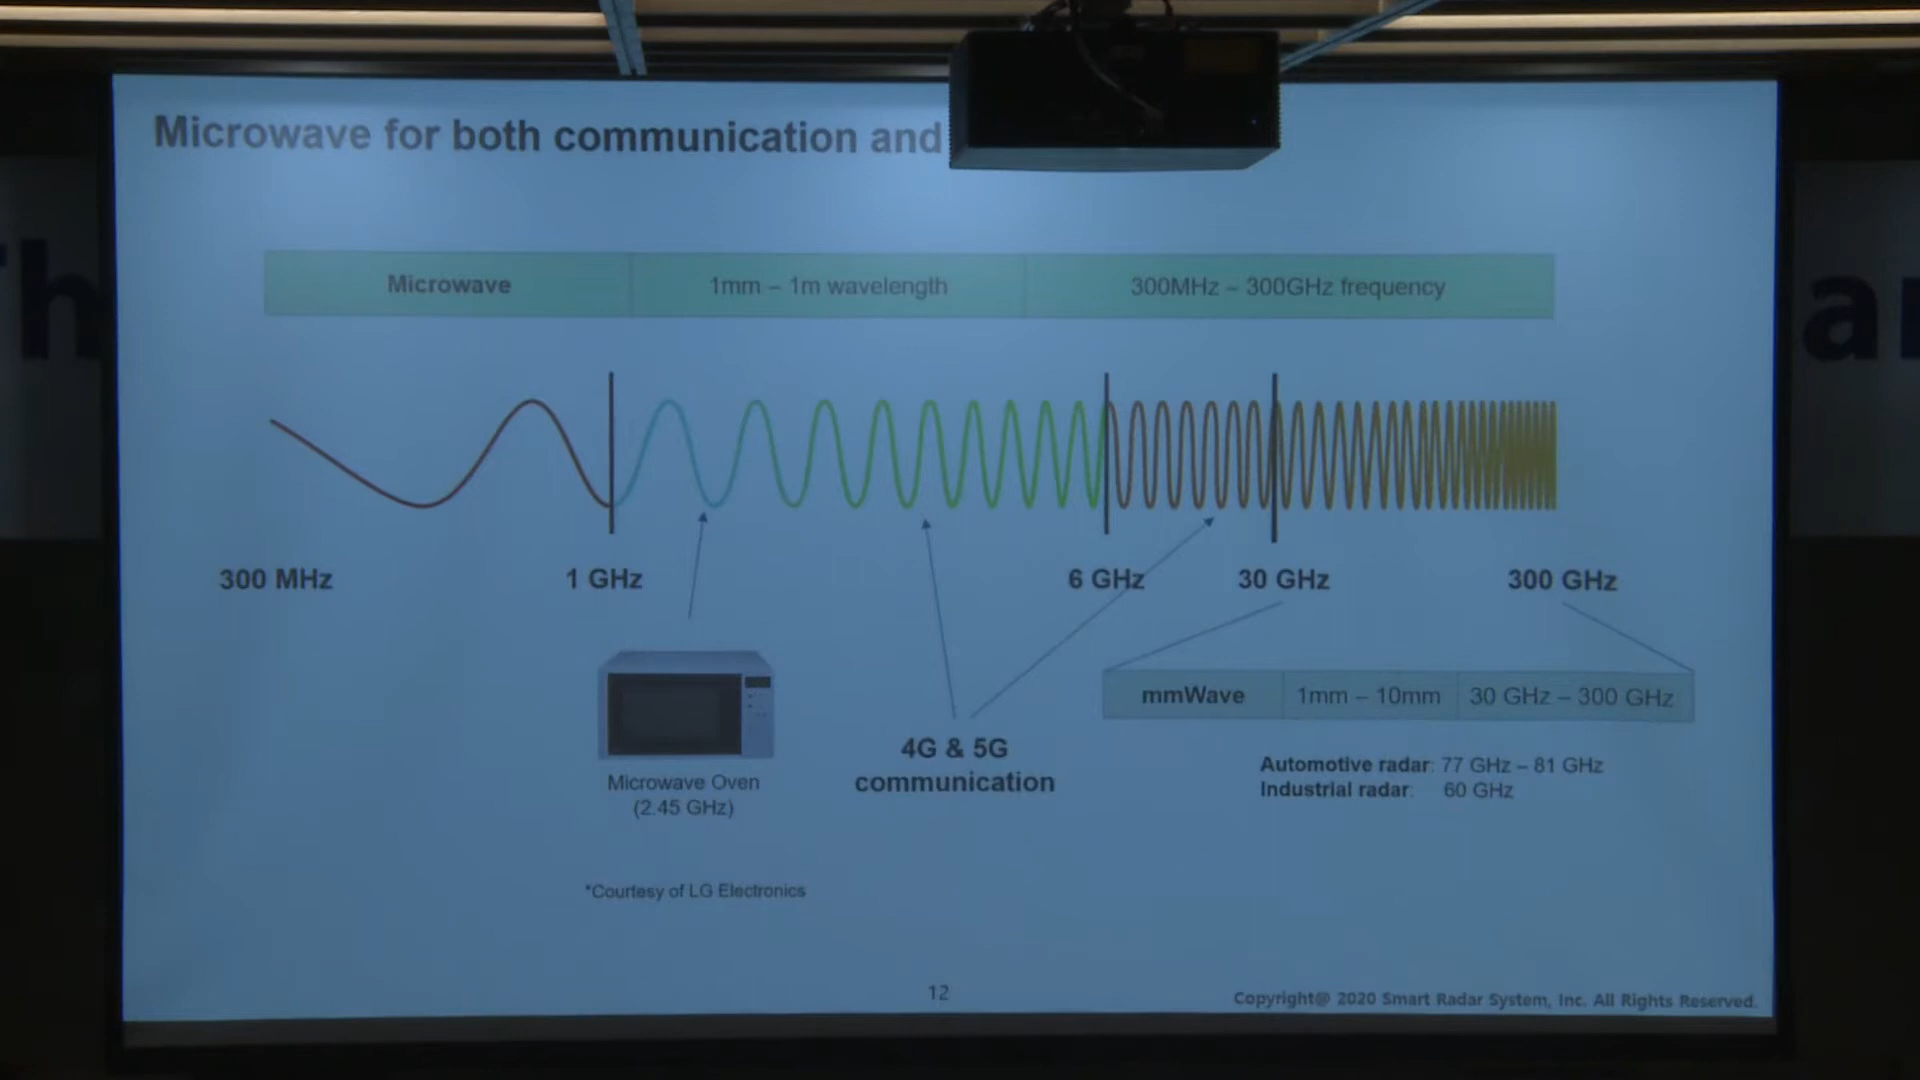 Microwave for both communication and
Microwave 1mm – 1m wavelength 300MHz – 300GHz frequency
300 MHz 1 GHz 6 GHz 30 GHz 300 GHz
mmWave 1mm – 10mm 30 GHz – 300 GHz
4G & 5G
communication
Automotive radar: 77 GHz – 81 GHz
Industrial radar: 60 GHz
Microwave Oven
(2.45 GHz)
*Courtesy of LG Electronics
12
Copyright@ 2020 Smart Radar System, Inc. All Rights Reserved.
h
a